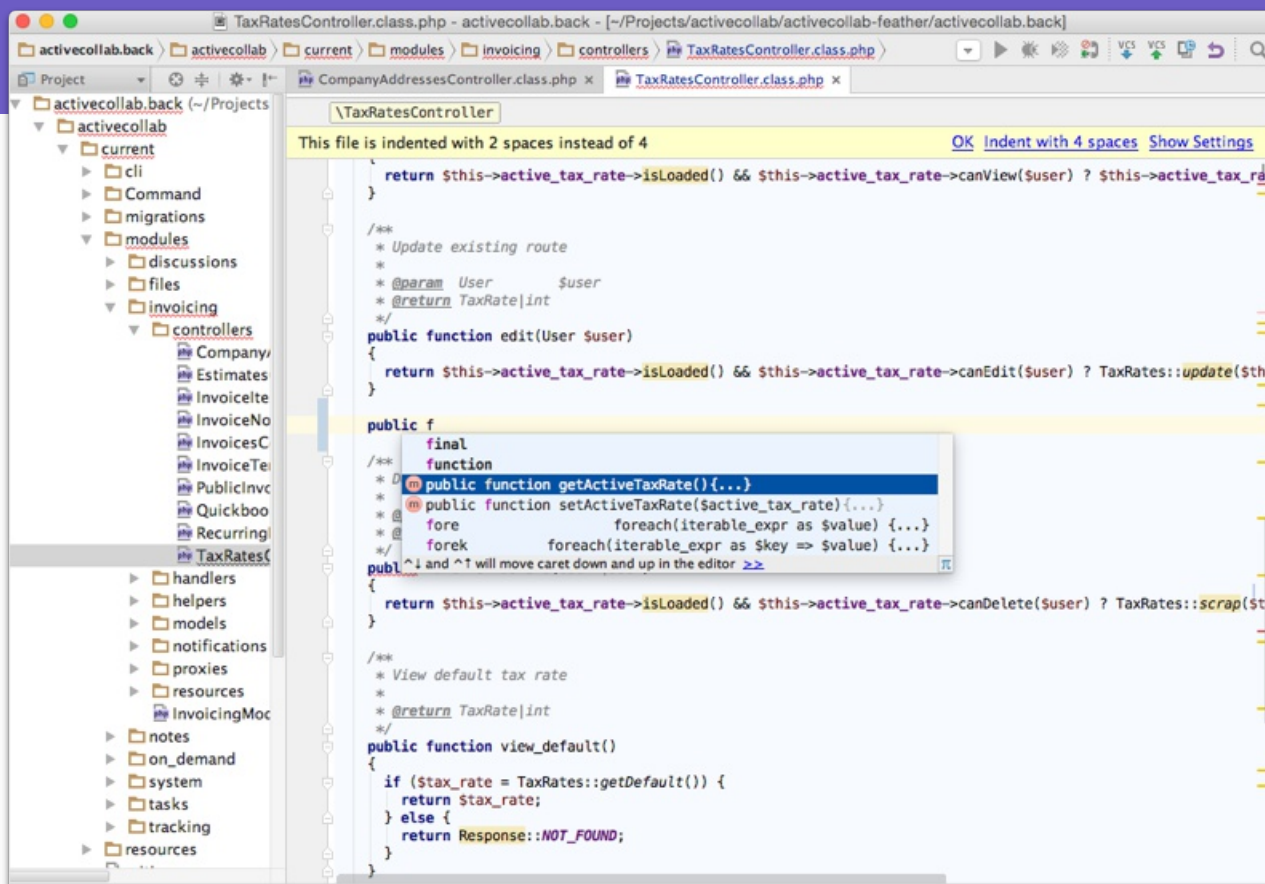 TaxRatesController.class.php - activecollab.back - [~/Projects/activecollab/activecollab-feather/activecollab.back]
activecollab.back activecollab current modules invoicing controllers TaxRatesController.class.php
VCS VCS
Project
CompanyAddressesController.class.php × TaxRatesController.class.php ×
activecollab.back (~/Projects
activecollab
current
cli
Command
migrations
modules
discussions
files
invoicing
controllers
CompanyA
Estimates
InvoiceIte
InvoiceNo
InvoicesC
InvoiceTe
PublicInvo
Quickboo
RecurringI
TaxRatesC
handlers
helpers
models
notifications
proxies
resources
InvoicingMod
notes
on_demand
system
tasks
tracking
resources
\TaxRatesController
This file is indented with 2 spaces instead of 4 OK Indent with 4 spaces Show Settings
{
return $this->active_tax_rate->isLoaded() && $this->active_tax_rate->canView($user) ? $this->active_tax_ra
}
/**
* Update existing route
*
* @param User $user
* @return TaxRate|int
*/
public function edit(User $user)
{
return $this->active_tax_rate->isLoaded() && $this->active_tax_rate->canEdit($user) ? TaxRates::update($th
}
public f
final
function
public function getActiveTaxRate(){...}
public function setActiveTaxRate($active_tax_rate){...}
fore foreach(iterable_expr as $value) {...}
forek foreach(iterable_expr as $key => $value) {...}
^↓ and ^↑ will move caret down and up in the editor >> π
/**
* D
*
* @
* @
*/
publ
{
return $this->active_tax_rate->isLoaded() && $this->active_tax_rate->canDelete($user) ? TaxRates::scrap($t
}
/**
* View default tax rate
*
* @return TaxRate|int
*/
public function view_default()
{
if ($tax_rate = TaxRates::getDefault()) {
return $tax_rate;
} else {
return Response::NOT_FOUND;
}
}